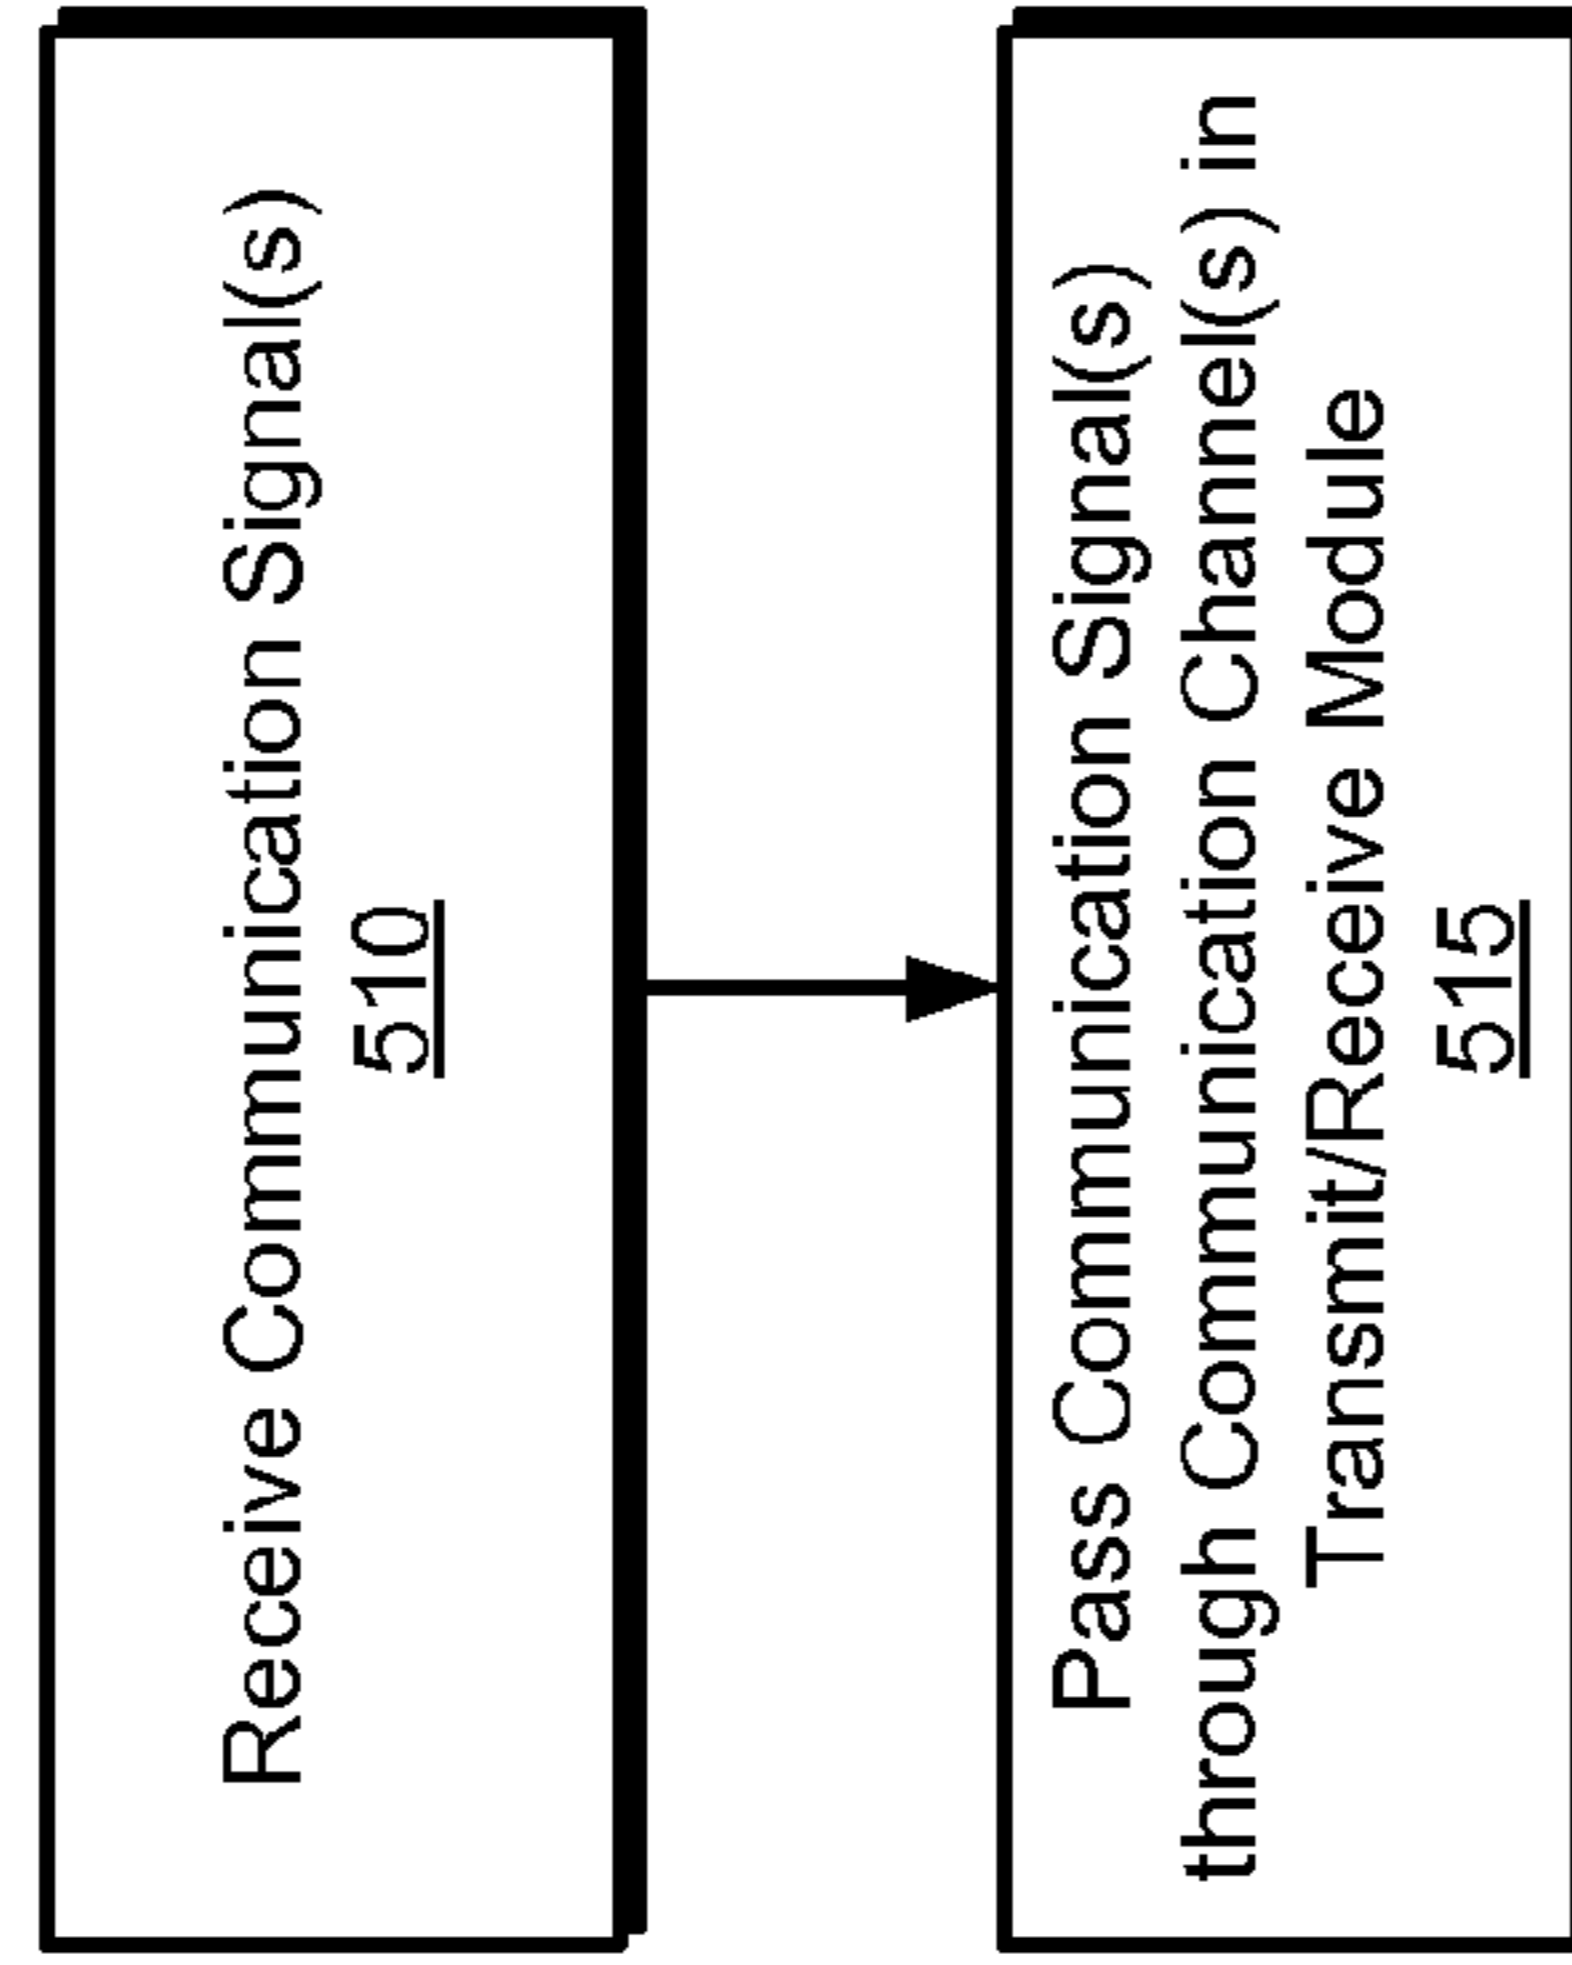 Receive Communication Signal(s)
510
Pass Communication Signal(s)
through Communication Channel(s) in
Transmit/Receive Module
515